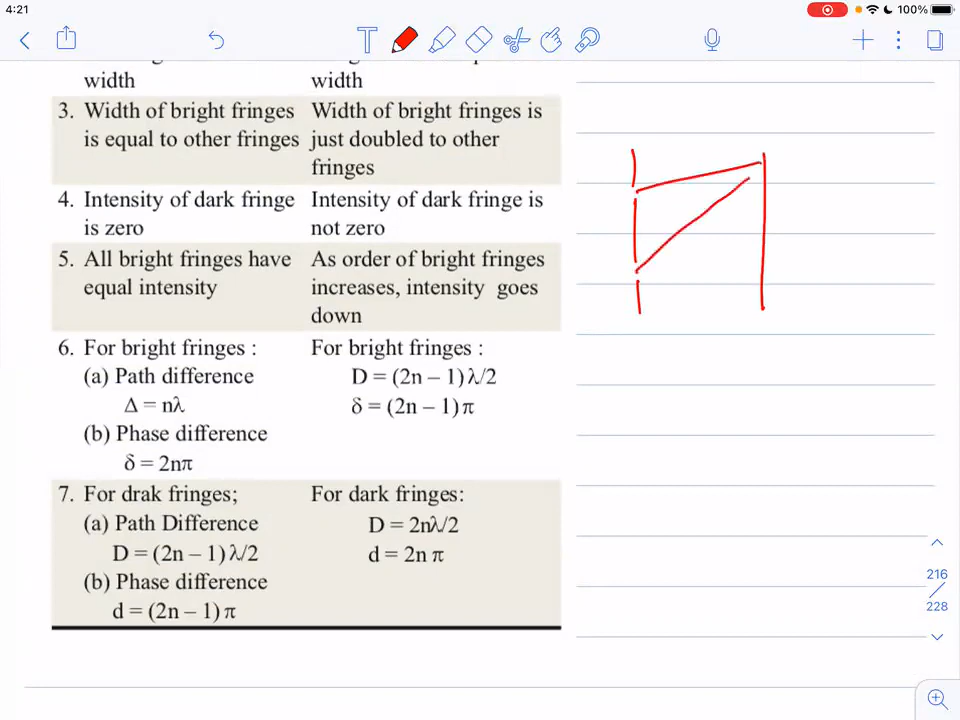 4:21
100%
width width
3. Width of bright fringes Width of bright fringes is
is equal to other fringes just doubled to other
fringes
4. Intensity of dark fringe Intensity of dark fringe is
is zero not zero
5. All bright fringes have As order of bright fringes
equal intensity increases, intensity goes
down
6. For bright fringes : For bright fringes :
(a) Path difference D = (2n – 1) λ/2
Δ = nλ δ = (2n – 1) π
(b) Phase difference
δ = 2nπ
7. For drak fringes; For dark fringes:
(a) Path Difference D = 2nλ/2
D = (2n – 1) λ/2 d = 2n π
(b) Phase difference
d = (2n – 1) π
216
228